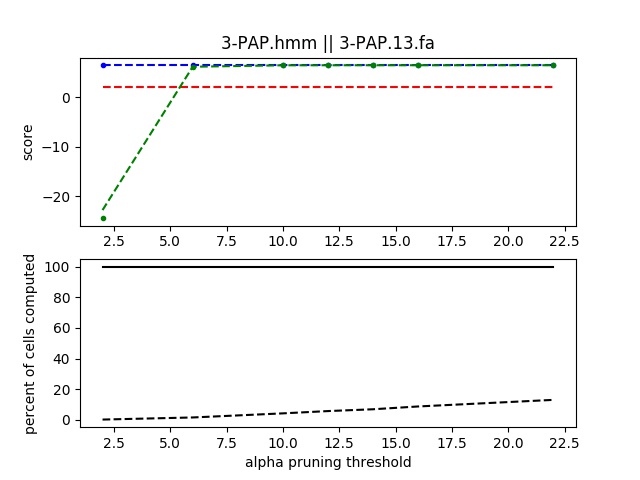 3-PAP.hmm || 3-PAP.13.fa
score
0
−10
−20
2.5 5.0 7.5 10.0 12.5 15.0 17.5 20.0 22.5
percent of cells computed
100
80
60
40
20
0
2.5 5.0 7.5 10.0 12.5 15.0 17.5 20.0 22.5
alpha pruning threshold